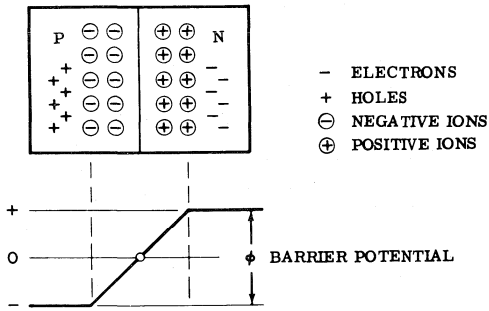 P N
− ELECTRONS
+ HOLES
⊖ NEGATIVE IONS
⊕ POSITIVE IONS
+
0
−
ϕ BARRIER POTENTIAL